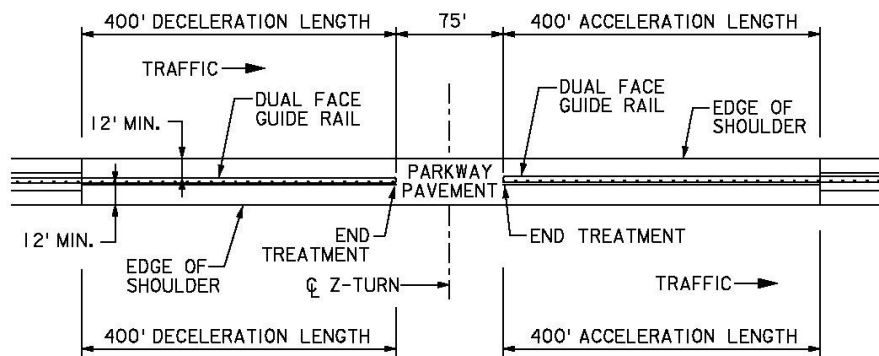 400' DECELERATION LENGTH
75'
400' ACCELERATION LENGTH
TRAFFIC
DUAL FACE
GUIDE RAIL
DUAL FACE
GUIDE RAIL
12' MIN.
EDGE OF
SHOULDER
PARKWAY
PAVEMENT
12' MIN.
END
TREATMENT
END TREATMENT
EDGE OF
SHOULDER
℄ Z-TURN
TRAFFIC
400' DECELERATION LENGTH
400' ACCELERATION LENGTH